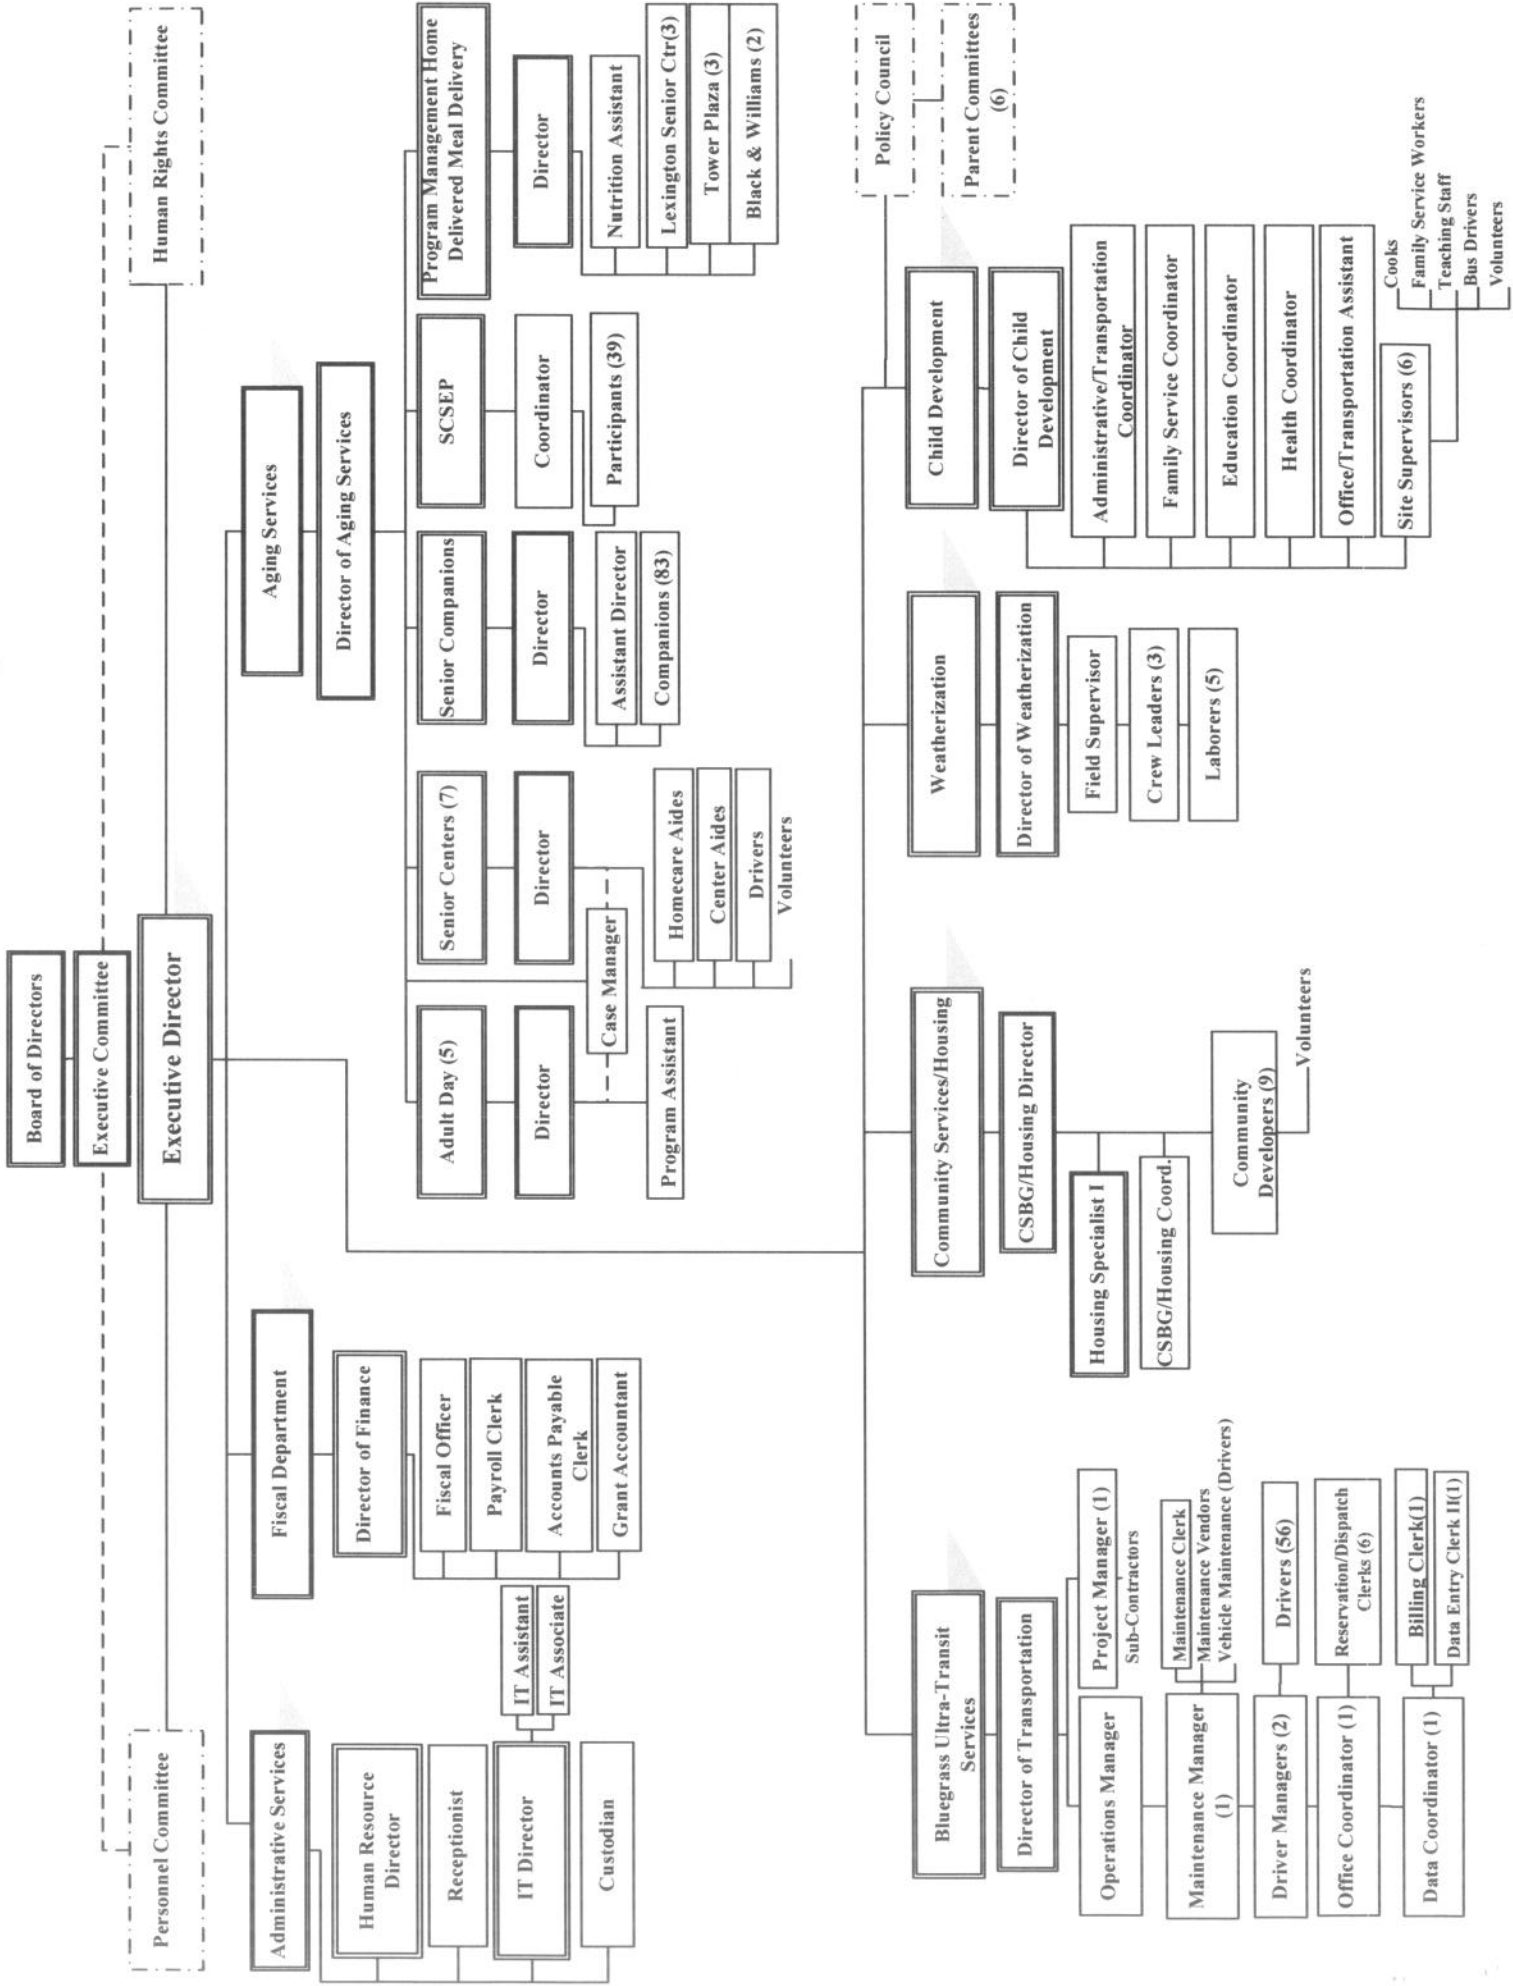 Board of Directors
Executive Committee
Executive Director
Personnel Committee
Human Rights Committee
Administrative Services
Human Resource
Director
Receptionist
IT Director
IT Assistant
IT Associate
Custodian
Fiscal Department
Director of Finance
Fiscal Officer
Payroll Clerk
Accounts Payable
Clerk
Grant Accountant
Aging Services
Director of Aging Services
Adult Day (5)
Director
Case Manager
Program Assistant
Senior Centers (7)
Director
Homecare Aides
Center Aides
Drivers
Volunteers
Senior Companions
Director
Assistant Director
Companions (83)
SCSEP
Coordinator
Participants (39)
Program Management Home
Delivered Meal Delivery
Director
Nutrition Assistant
Lexington Senior Ctr(3)
Tower Plaza (3)
Black & Williams (2)
Bluegrass Ultra-Transit
Services
Director of Transportation
Operations Manager
Project Manager (1)
Sub-Contractors
Maintenance Manager
(1)
Maintenance Clerk
Maintenance Vendors
Vehicle Maintenance (Drivers)
Driver Managers (2)
Drivers (56)
Office Coordinator (1)
Reservation/Dispatch
Clerks (6)
Data Coordinator (1)
Billing Clerk(1)
Data Entry Clerk II(1)
Community Services/Housing
CSBG/Housing Director
Housing Specialist I
CSBG/Housing Coord.
Community
Developers (9)
Volunteers
Weatherization
Director of Weatherization
Field Supervisor
Crew Leaders (3)
Laborers (5)
Child Development
Director of Child
Development
Administrative/Transportation
Coordinator
Family Service Coordinator
Education Coordinator
Health Coordinator
Office/Transportation Assistant
Site Supervisors (6)
Cooks
Family Service Workers
Teaching Staff
Bus Drivers
Volunteers
Policy Council
Parent Committees
(6)